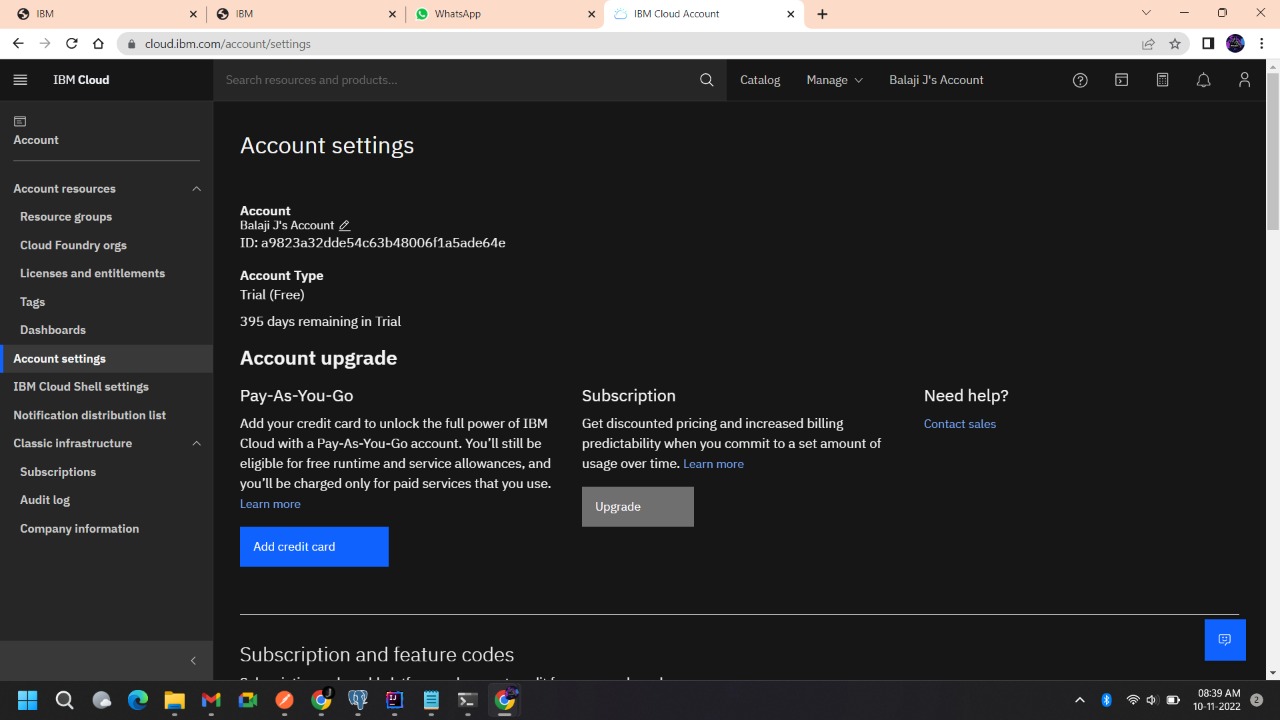 IBM
IBM
WhatsApp
IBM Cloud Account
cloud.ibm.com/account/settings
IBM Cloud
Search resources and products...
Catalog
Manage
Balaji J's Account
Account
Account resources
Resource groups
Cloud Foundry orgs
Licenses and entitlements
Tags
Dashboards
Account settings
IBM Cloud Shell settings
Notification distribution list
Classic infrastructure
Subscriptions
Audit log
Company information
Account settings
Account
Balaji J's Account
ID: a9823a32dde54c63b48006f1a5ade64e
Account Type
Trial (Free)
395 days remaining in Trial
Account upgrade
Pay-As-You-Go
Add your credit card to unlock the full power of IBM
Cloud with a Pay-As-You-Go account. You'll still be
eligible for free runtime and service allowances, and
you'll be charged only for paid services that you use.
Learn more
Add credit card
Subscription
Get discounted pricing and increased billing
predictability when you commit to a set amount of
usage over time. Learn more
Upgrade
Need help?
Contact sales
Subscription and feature codes
08:39 AM
10-11-2022
2